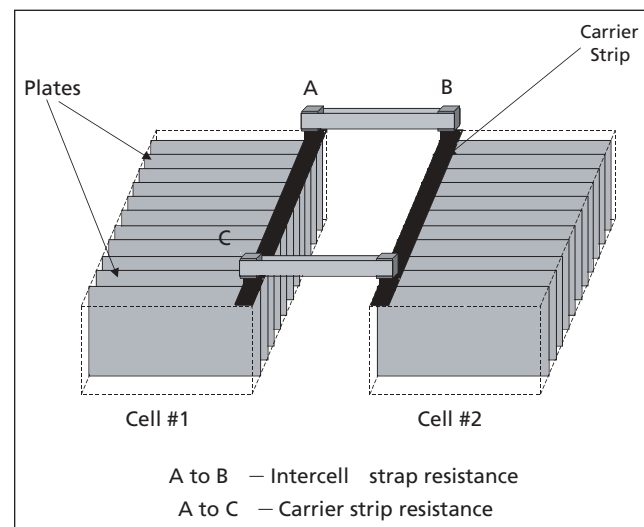 Carrier
Strip
A B
Plates
C
Cell #1 Cell #2
A to B – Intercell strap resistance
A to C – Carrier strip resistance